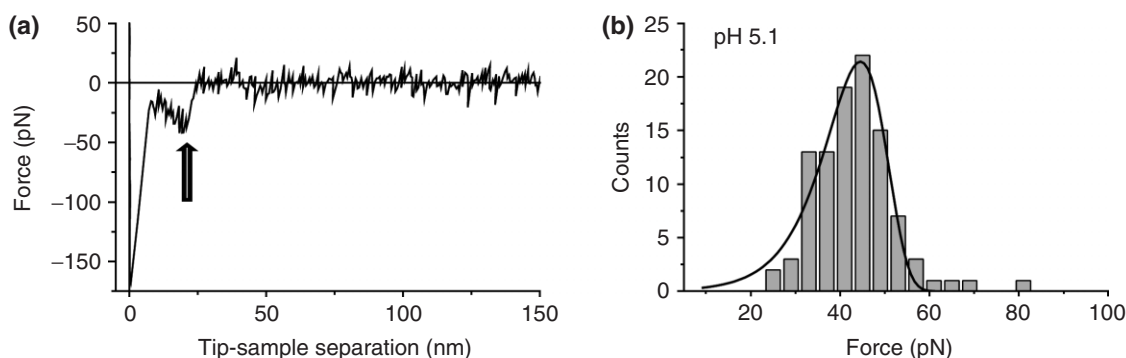 (a)
50
0
−50
−100
−150
Force (pN)
0 50 100 150
Tip-sample separation (nm)
(b)
pH 5.1
25
20
15
10
5
0
Counts
20 40 60 80 100
Force (pN)